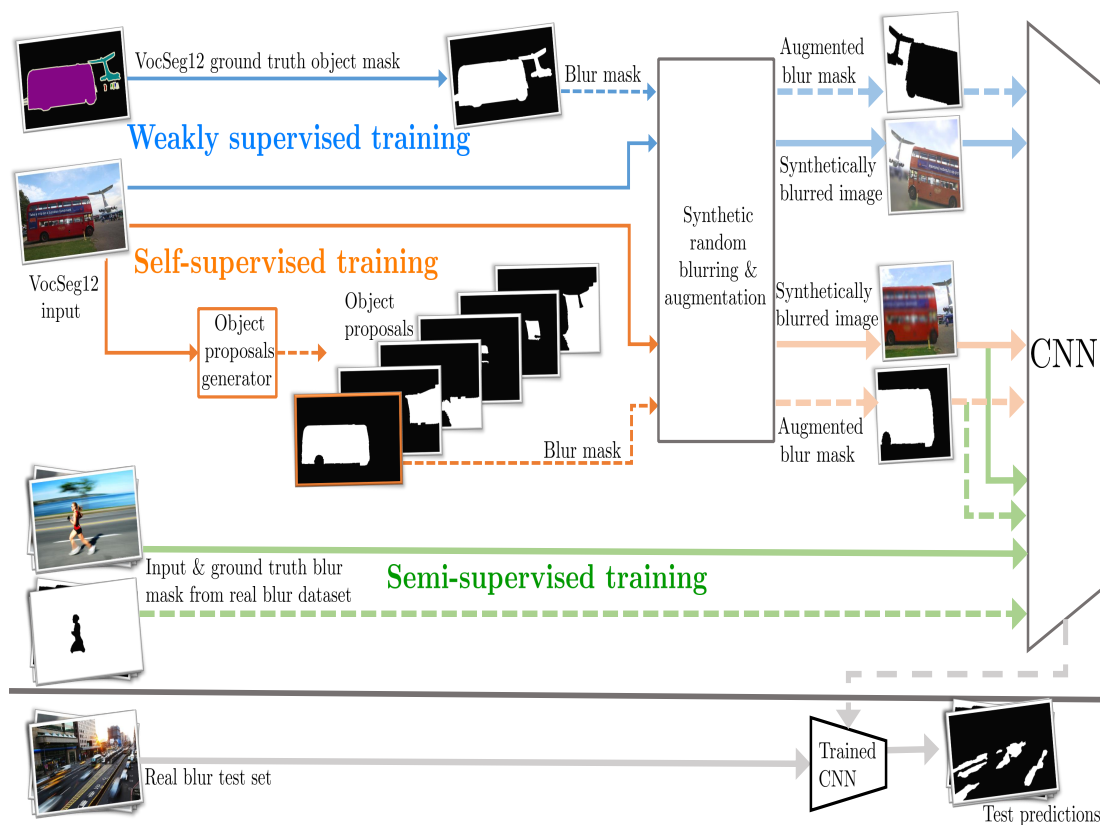 VocSeg12 ground truth object mask
Blur mask
Augmented
blur mask
Weakly supervised training
Synthetically
blurred image
Synthetic
random
blurring &
augmentation
Self-supervised training
VocSeg12
input
Object
proposals
generator
Object
proposals
Blur mask
Synthetically
blurred image
Augmented
blur mask
CNN
Input & ground truth blur
mask from real blur dataset
Semi-supervised training
Real blur test set
Trained
CNN
Test predictions